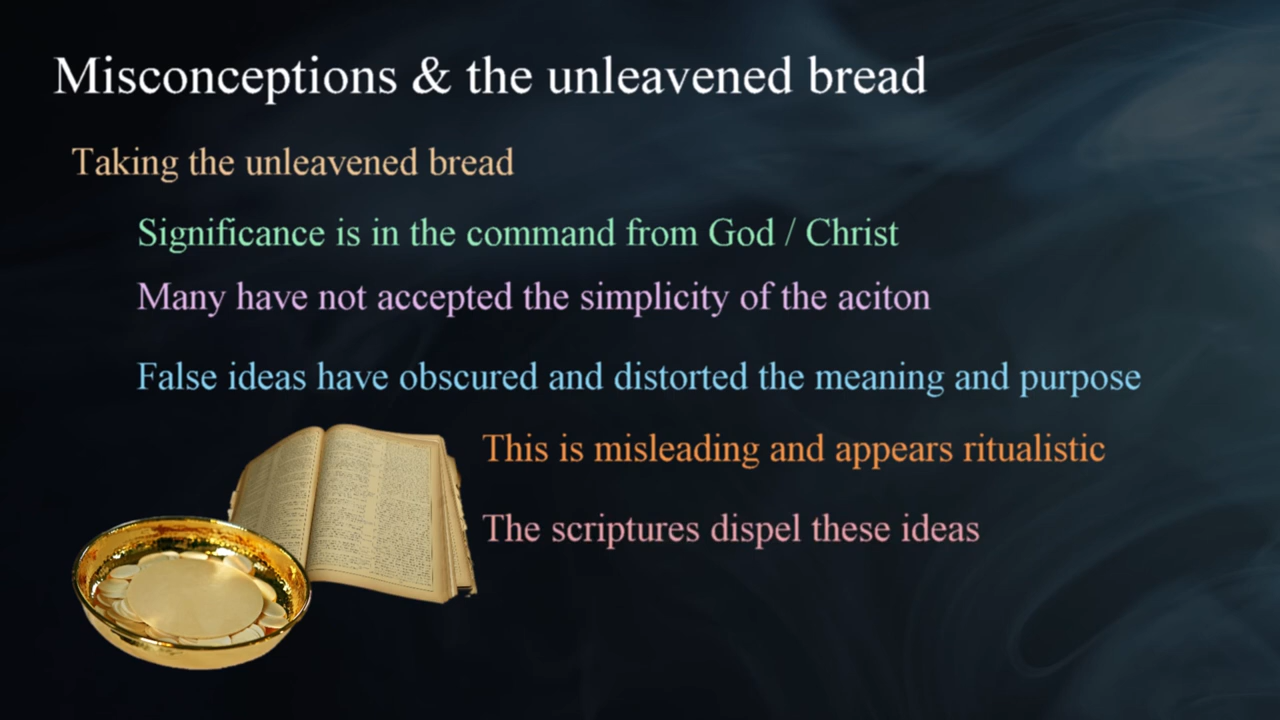 Misconceptions & the unleavened bread
Taking the unleavened bread
Significance is in the command from God / Christ
Many have not accepted the simplicity of the aciton
False ideas have obscured and distorted the meaning and purpose
This is misleading and appears ritualistic
The scriptures dispel these ideas